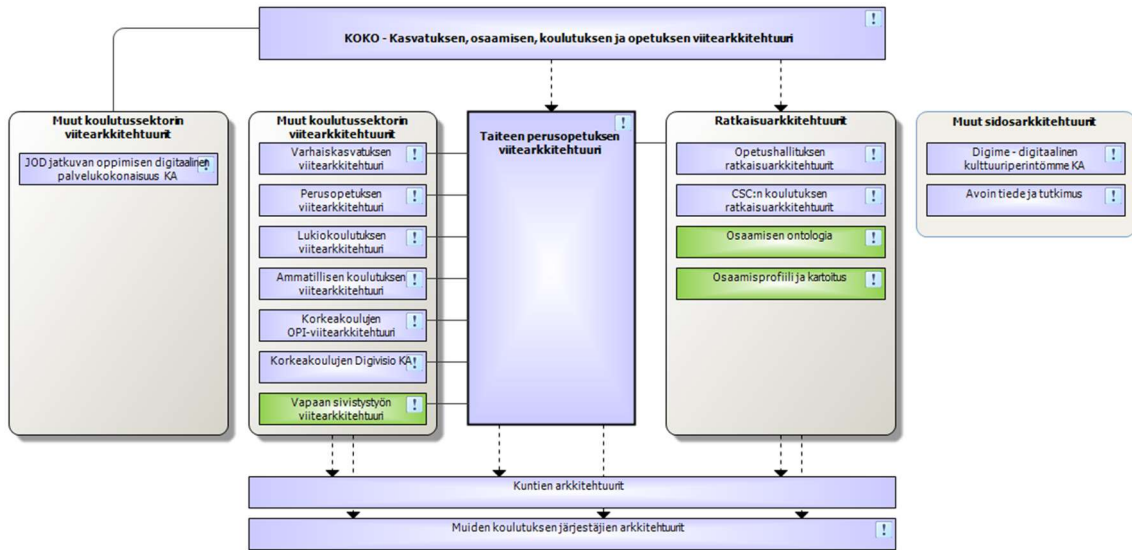 KOKO - Kasvatuksen, osaamisen, koulutuksen ja opetuksen viitearkkitehtuuri
Muut koulutussektorin
viitearkkitehtuurit
JOD jatkuvan oppimisen digitaalinen
palvelukokonaisuus KA
Muut koulutussektorin
viitearkkitehtuurit
Varhaiskasvatuksen
viitearkkitehtuuri
Perusopetuksen
viitearkkitehtuuri
Lukiokoulutuksen
viitearkkitehtuuri
Ammatillisen koulutuksen
viitearkkitehtuuri
Korkeakoulujen
OPI-viitearkkitehtuuri
Korkeakoulujen Digivisio KA
Vapaan sivistystyön
viitearkkitehtuuri
Taiteen perusopetuksen
viitearkkitehtuuri
Ratkaisuarkkitehtuurit
Opetushallituksen
ratkaisuarkkitehtuurit
CSC:n koulutuksen
ratkaisuarkkitehtuurit
Osaamisen ontologia
Osaamisprofiili ja kartoitus
Muut sidosarkkitehtuurit
Digime - digitaalinen
kulttuuriperintömme KA
Avoin tiede ja tutkimus
Kuntien arkkitehtuurit
Muiden koulutuksen järjestäjien arkkitehtuurit